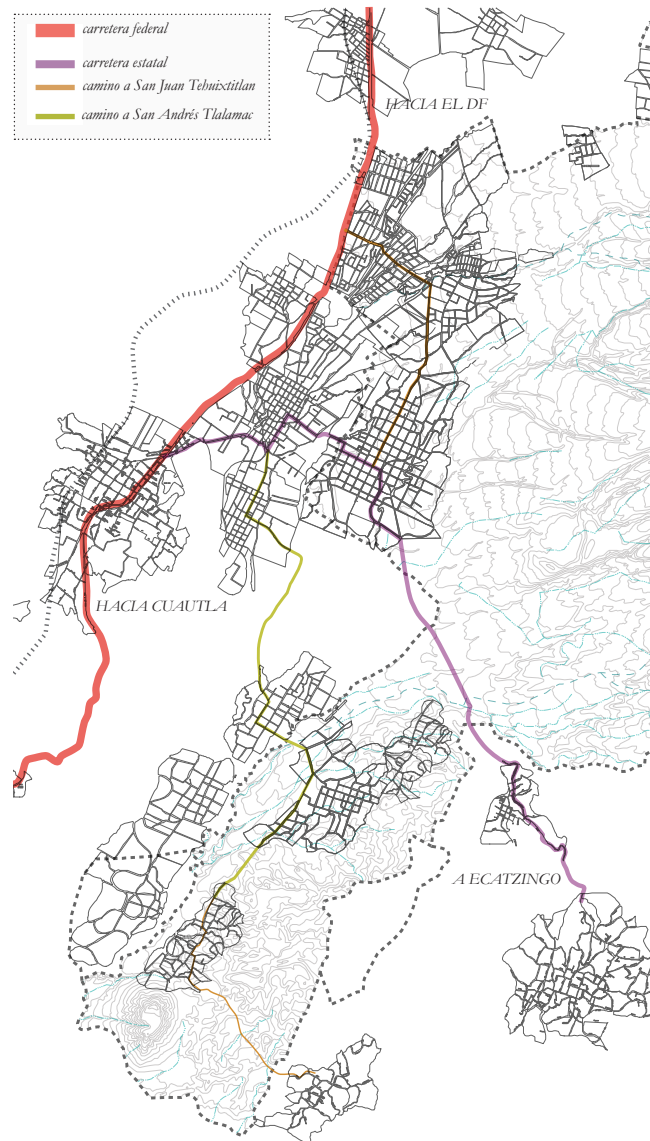 carretera federal
carretera estatal
camino a San Juan Tehuixtitlan
camino a San Andrés Tlalamac
HACIA EL DF
HACIA CUAUTLA
A ECATZINGO